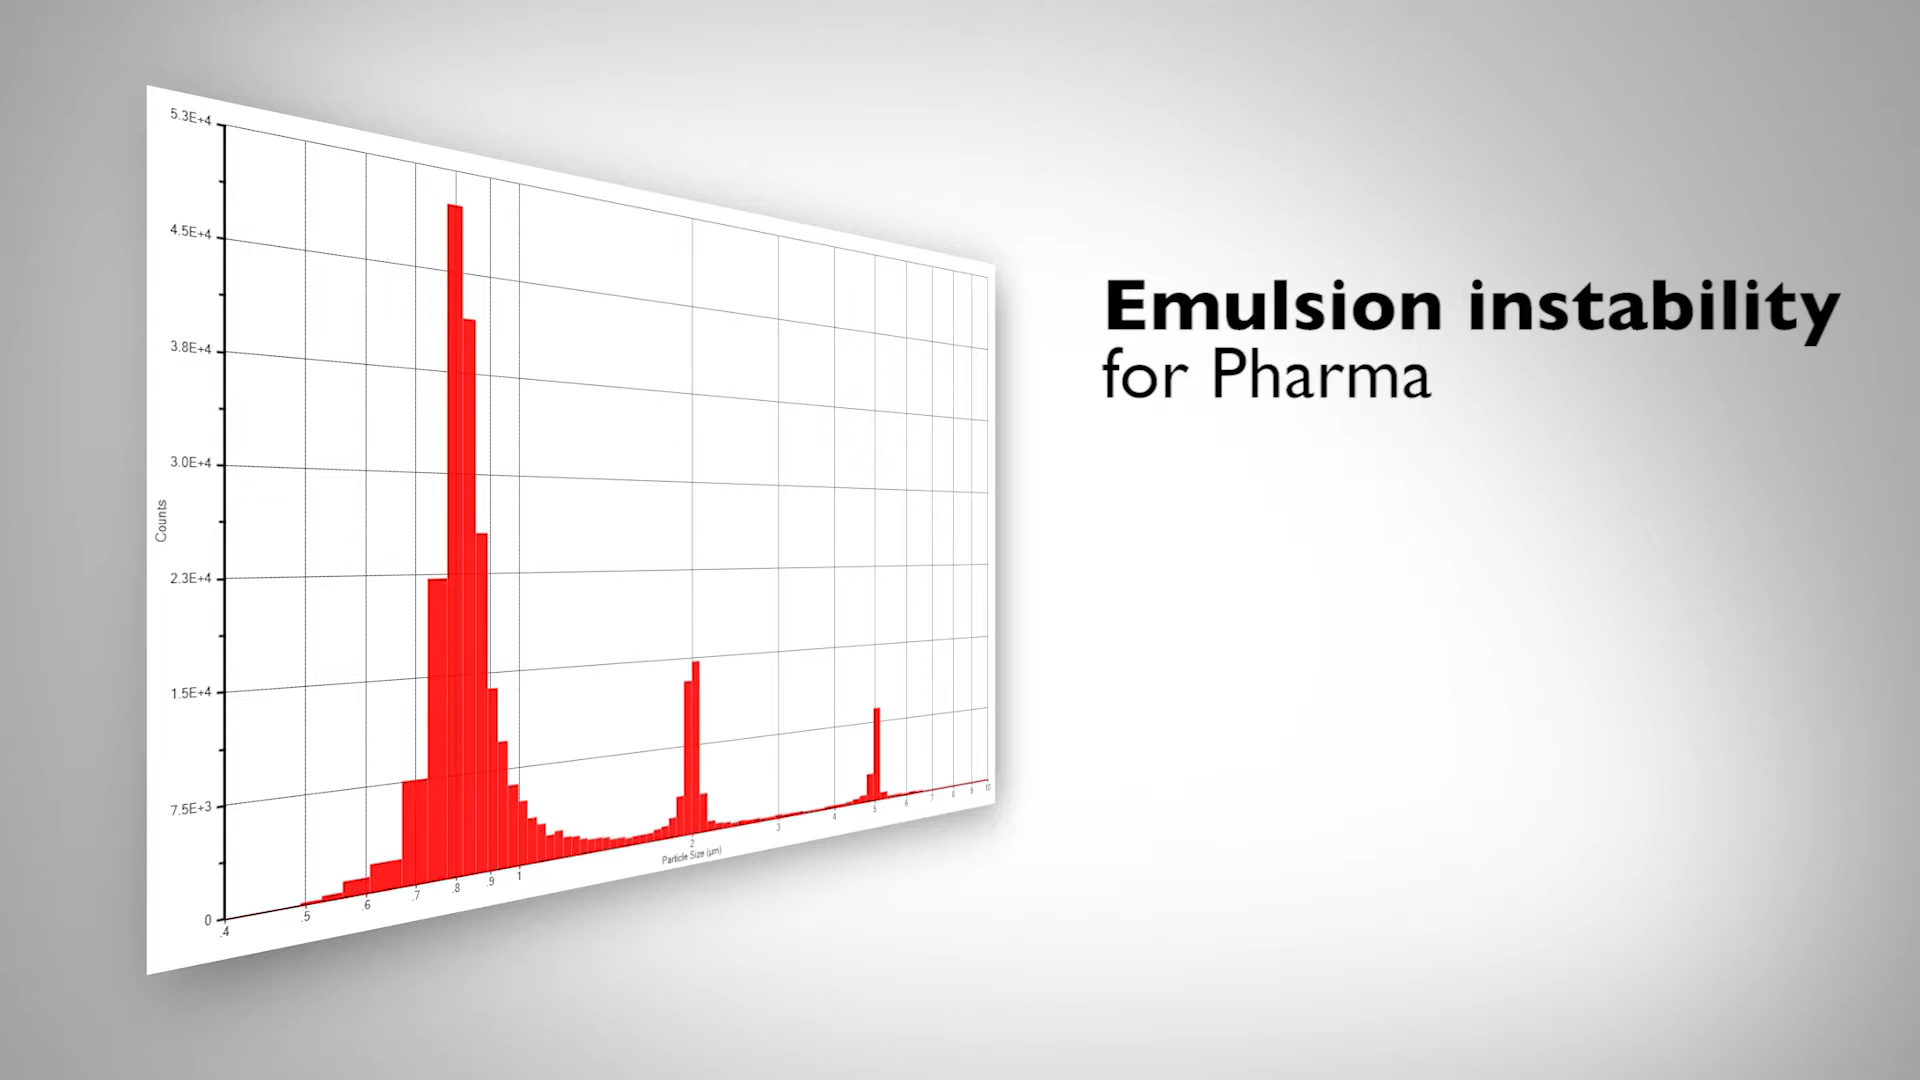 Emulsion instability
for Pharma
5.3E+4
4.5E+4
3.8E+4
3.0E+4
2.3E+4
1.5E+4
7.5E+3
0
Counts
.4 .5 .6 .7 .8 .9 1 2 3 4 5 6 7 8 9 10
Particle Size (µm)